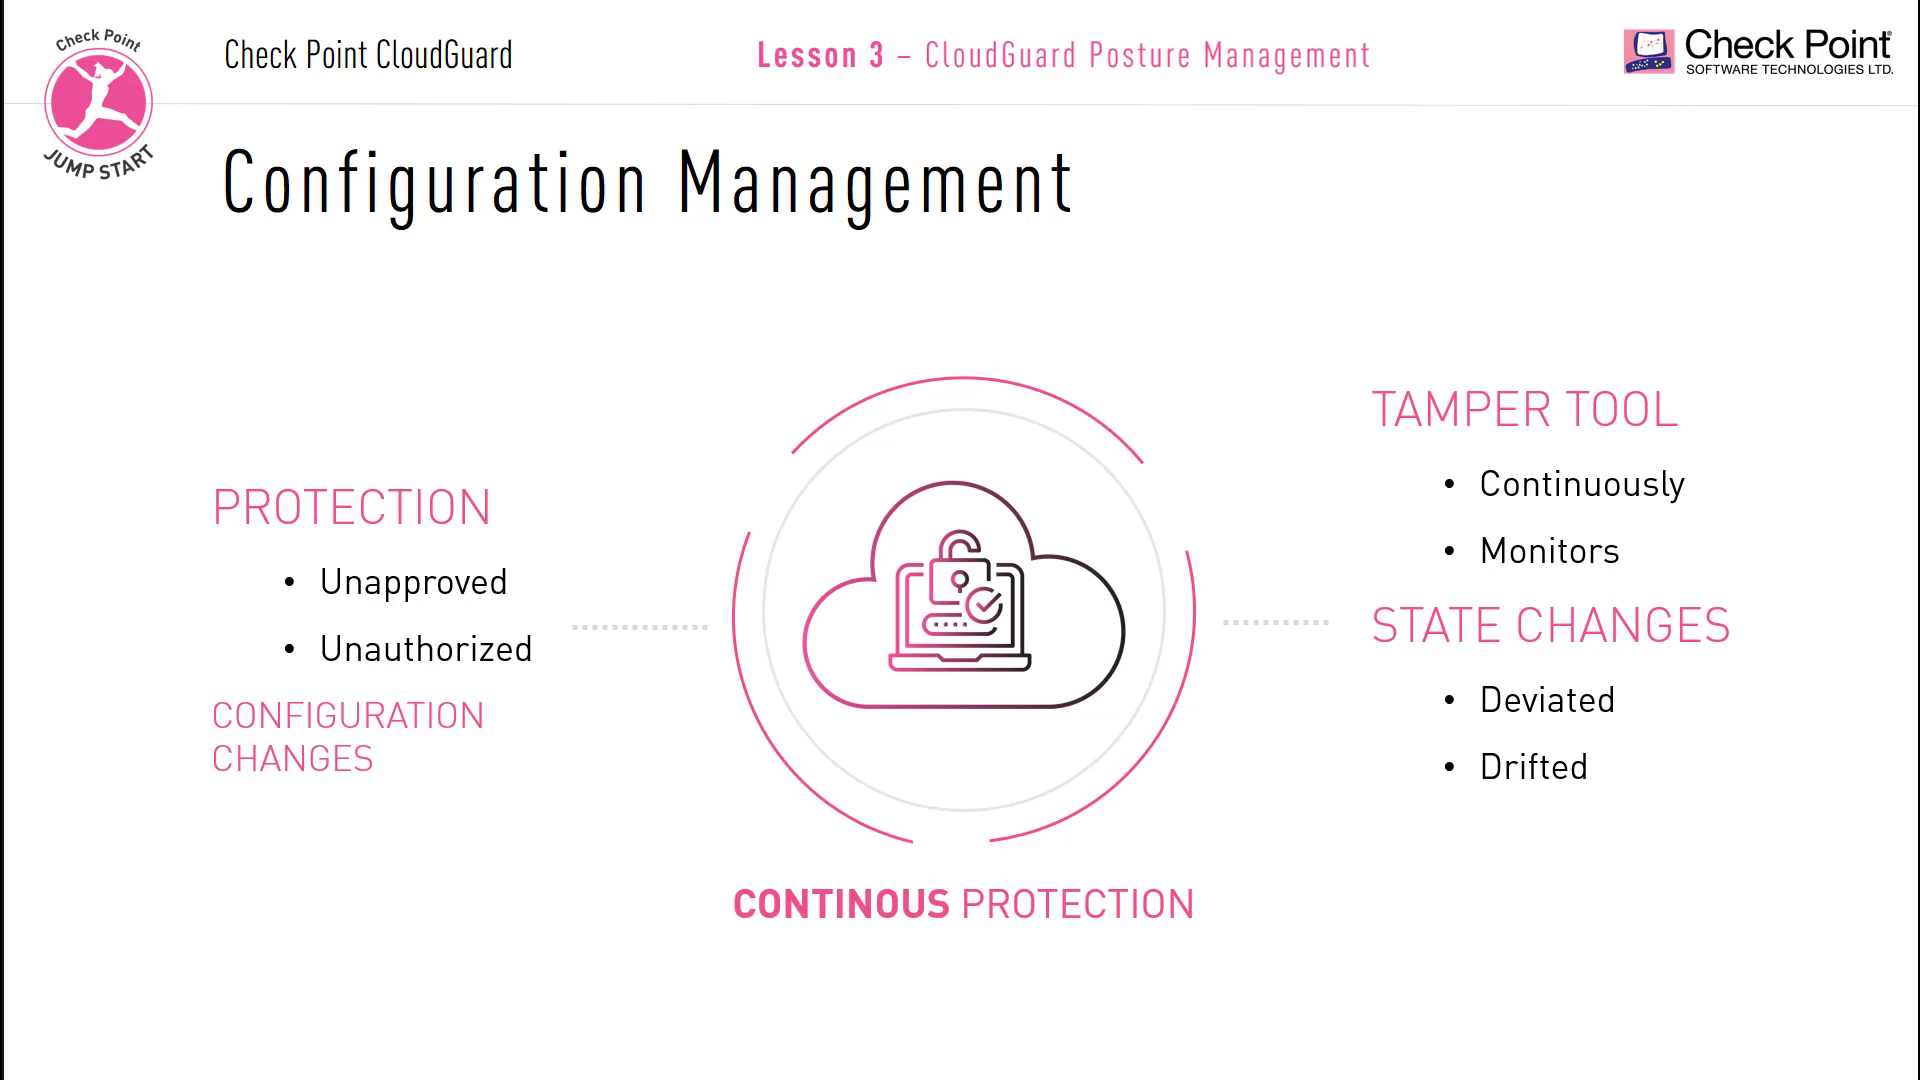 Check Point
JUMP START
Check Point CloudGuard
Lesson 3 – CloudGuard Posture Management
Check Point
SOFTWARE TECHNOLOGIES LTD.
Configuration Management
PROTECTION
• Unapproved
• Unauthorized
CONFIGURATION
CHANGES
TAMPER TOOL
• Continuously
• Monitors
STATE CHANGES
• Deviated
• Drifted
CONTINOUS PROTECTION